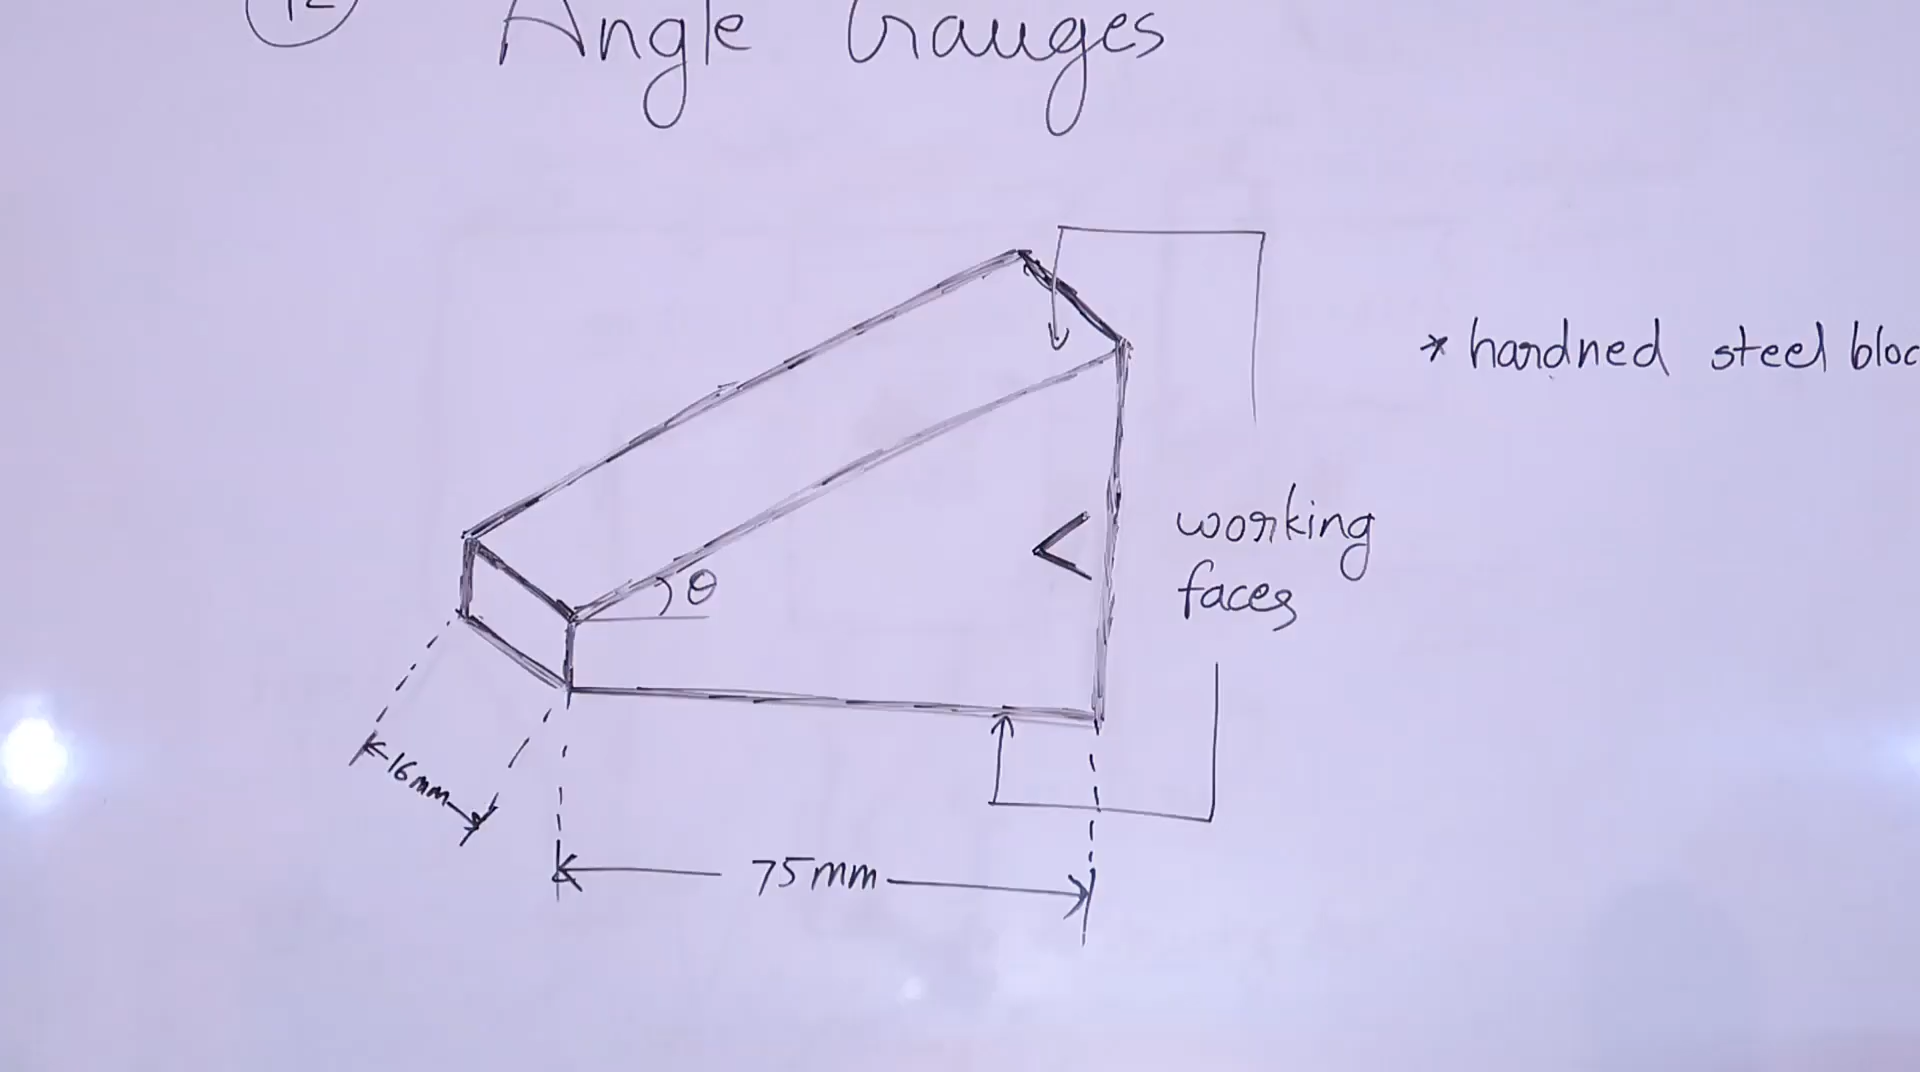 Angle Gauges
* hardned steel bloc
θ
<
working
faces
16mm
75mm